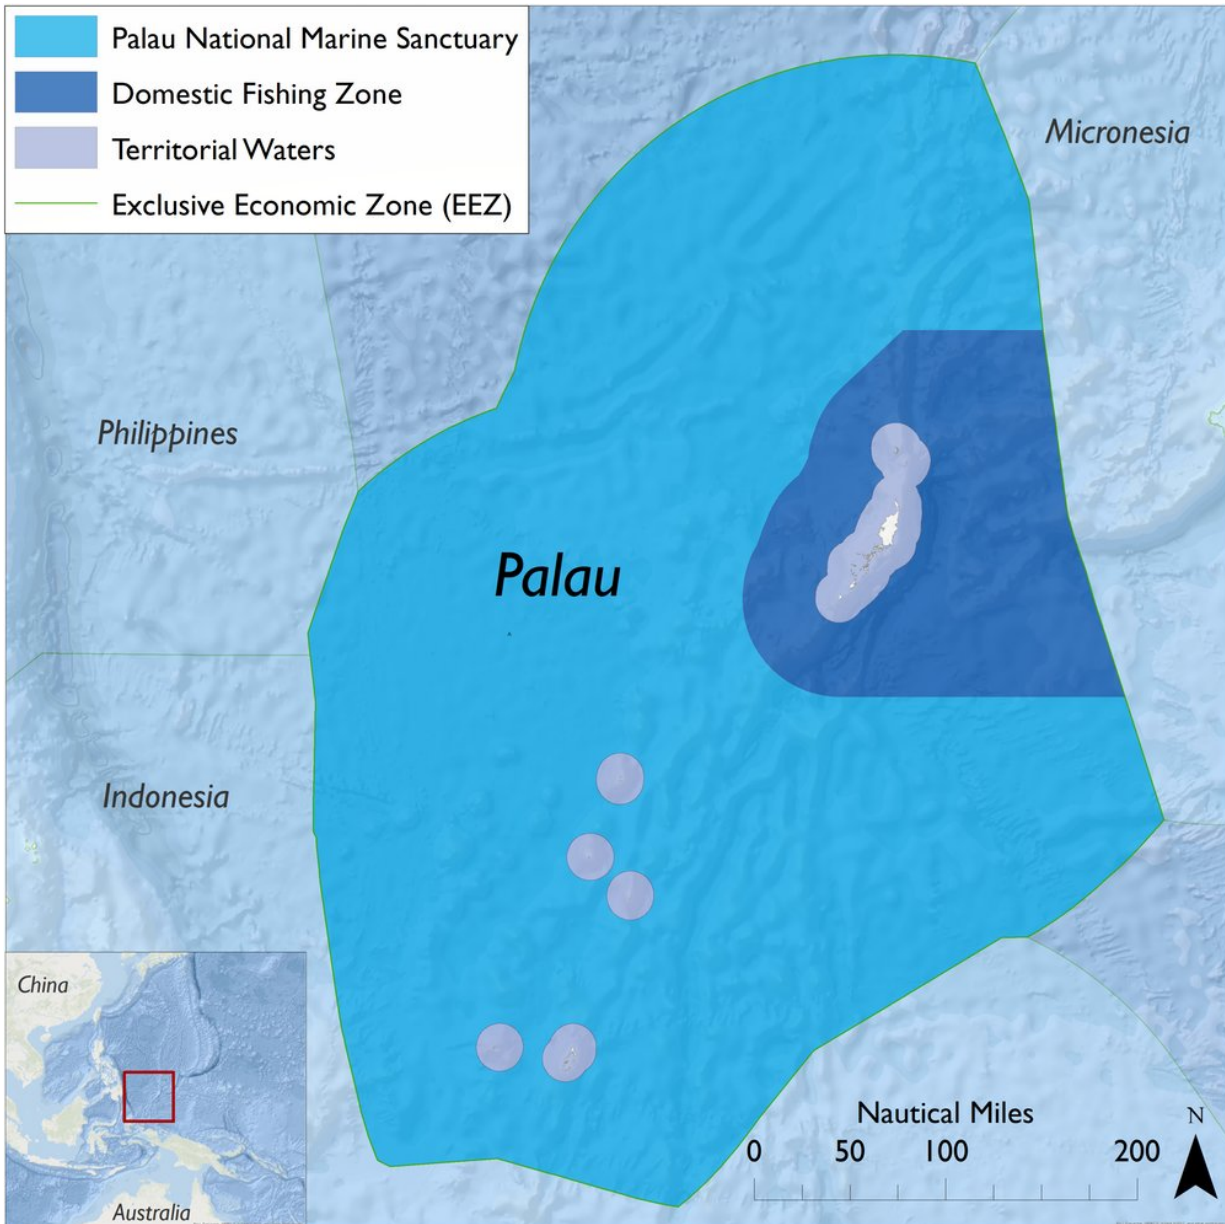 Palau National Marine Sanctuary
Domestic Fishing Zone
Territorial Waters
Exclusive Economic Zone (EEZ)
Micronesia
Philippines
Palau
Indonesia
China
Australia
Nautical Miles
N
0 50 100 200